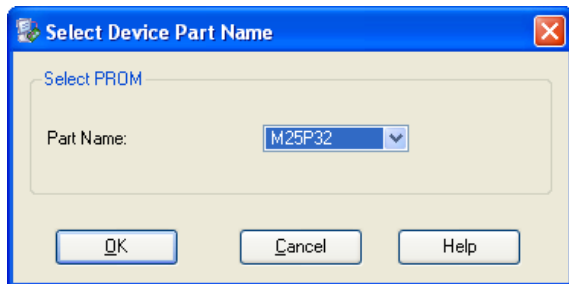 Select Device Part Name
Select PROM
Part Name: M25P32
OK Cancel Help